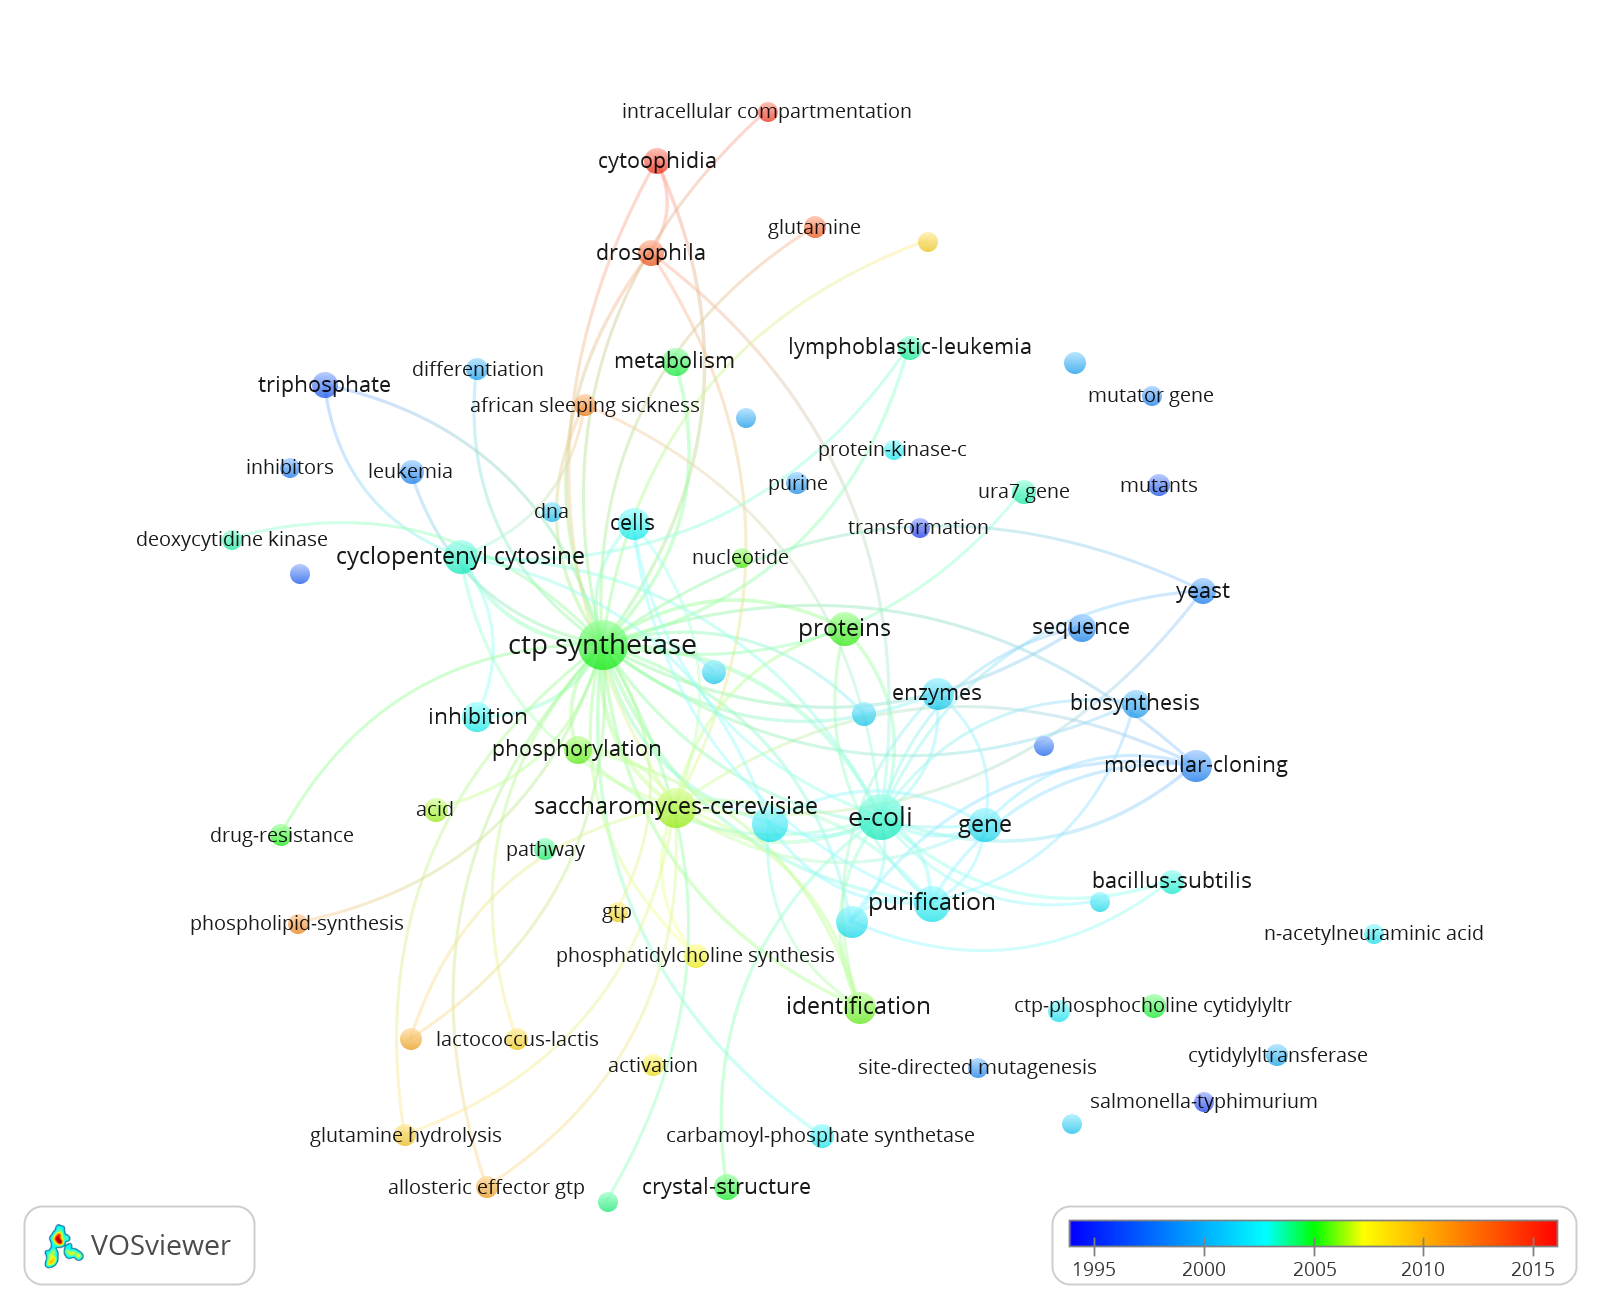 intracellular compartmentation
cytoophidia
glutamine
drosophila
lymphoblastic-leukemia
metabolism
differentiation
triphosphate
mutator gene
african sleeping sickness
protein-kinase-c
inhibitors
leukemia
purine
mutants
ura7 gene
dna
cells
transformation
deoxycytidine kinase
cyclopentenyl cytosine
nucleotide
yeast
proteins
sequence
ctp synthetase
enzymes
biosynthesis
inhibition
phosphorylation
molecular-cloning
acid
saccharomyces-cerevisiae
e-coli
gene
drug-resistance
pathway
bacillus-subtilis
purification
gtp
phospholipid-synthesis
n-acetylneuraminic acid
phosphatidylcholine synthesis
identification
ctp-phosphocholine cytidylyltr
lactococcus-lactis
cytidylyltransferase
activation
site-directed mutagenesis
salmonella-typhimurium
glutamine hydrolysis
carbamoyl-phosphate synthetase
allosteric effector gtp
crystal-structure
VOSviewer
1995 2000 2005 2010 2015